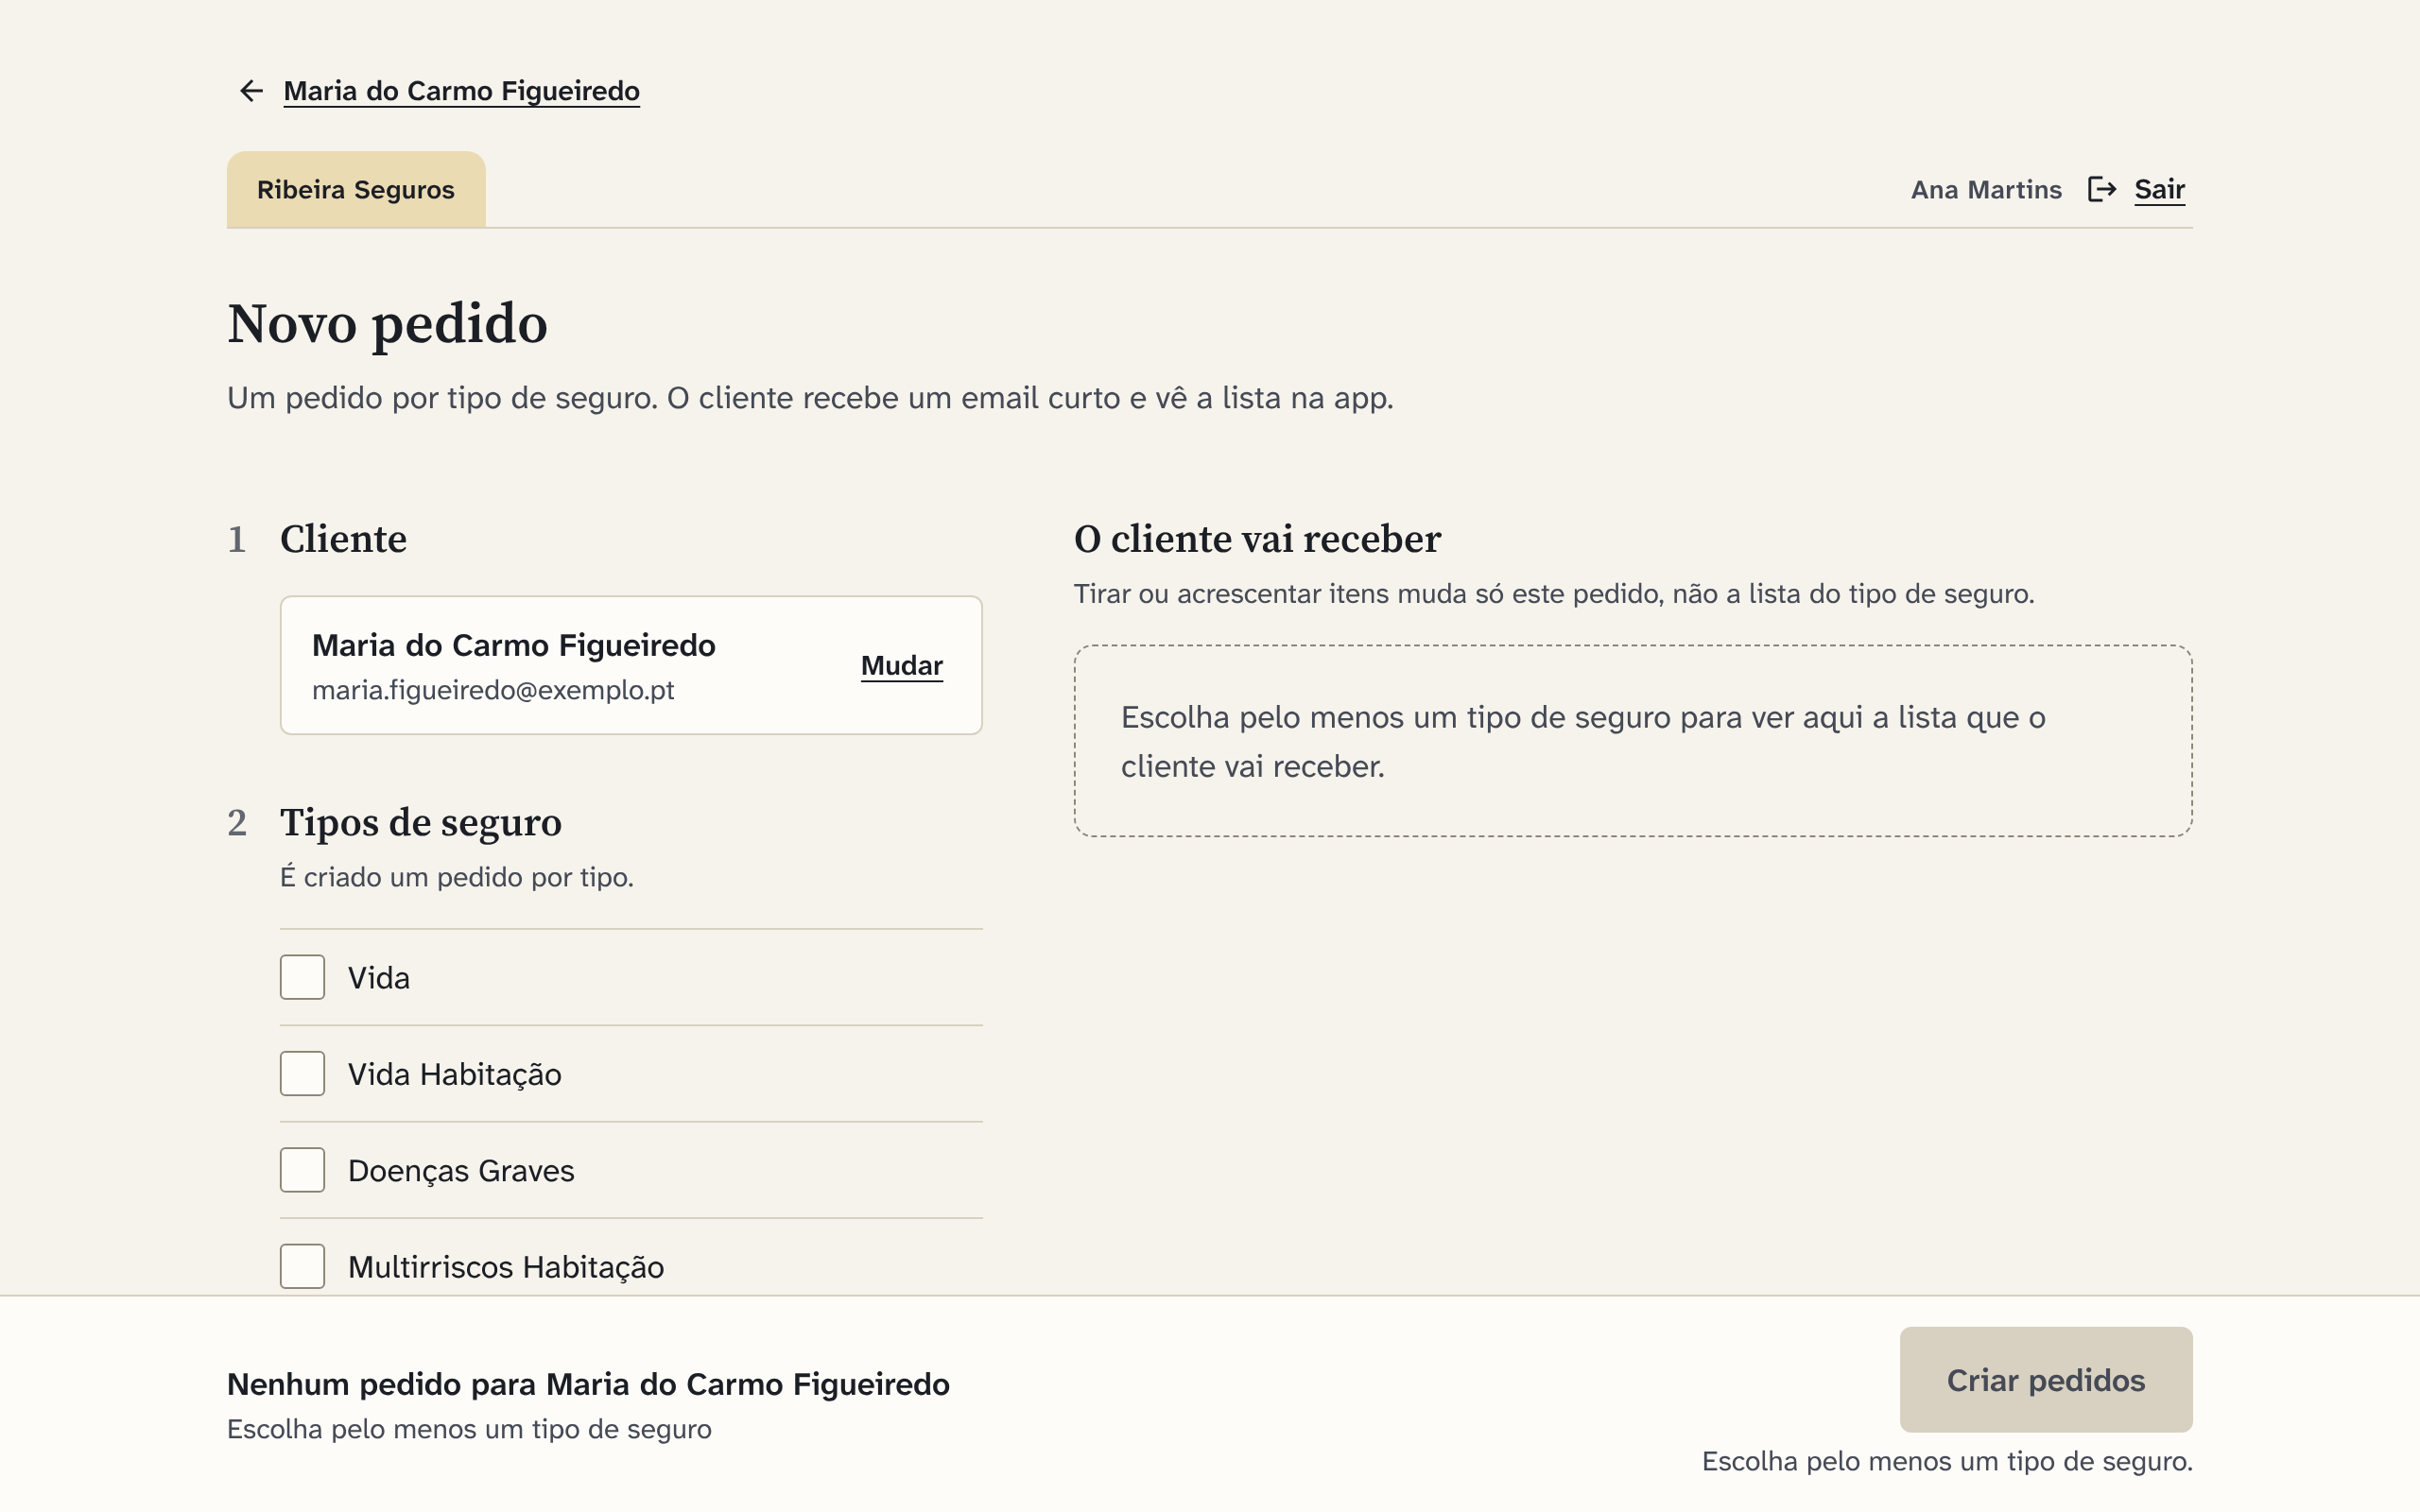 Maria do Carmo Figueiredo
Ribeira Seguros
Ana Martins
Sair
Novo pedido
Um pedido por tipo de seguro. O cliente recebe um email curto e vê a lista na app.
1 Cliente
Maria do Carmo Figueiredo
maria.figueiredo@exemplo.pt
Mudar
2 Tipos de seguro
É criado um pedido por tipo.
Vida
Vida Habitação
Doenças Graves
Multirriscos Habitação
O cliente vai receber
Tirar ou acrescentar itens muda só este pedido, não a lista do tipo de seguro.
Escolha pelo menos um tipo de seguro para ver aqui a lista que o
cliente vai receber.
Nenhum pedido para Maria do Carmo Figueiredo
Escolha pelo menos um tipo de seguro
Criar pedidos
Escolha pelo menos um tipo de seguro.